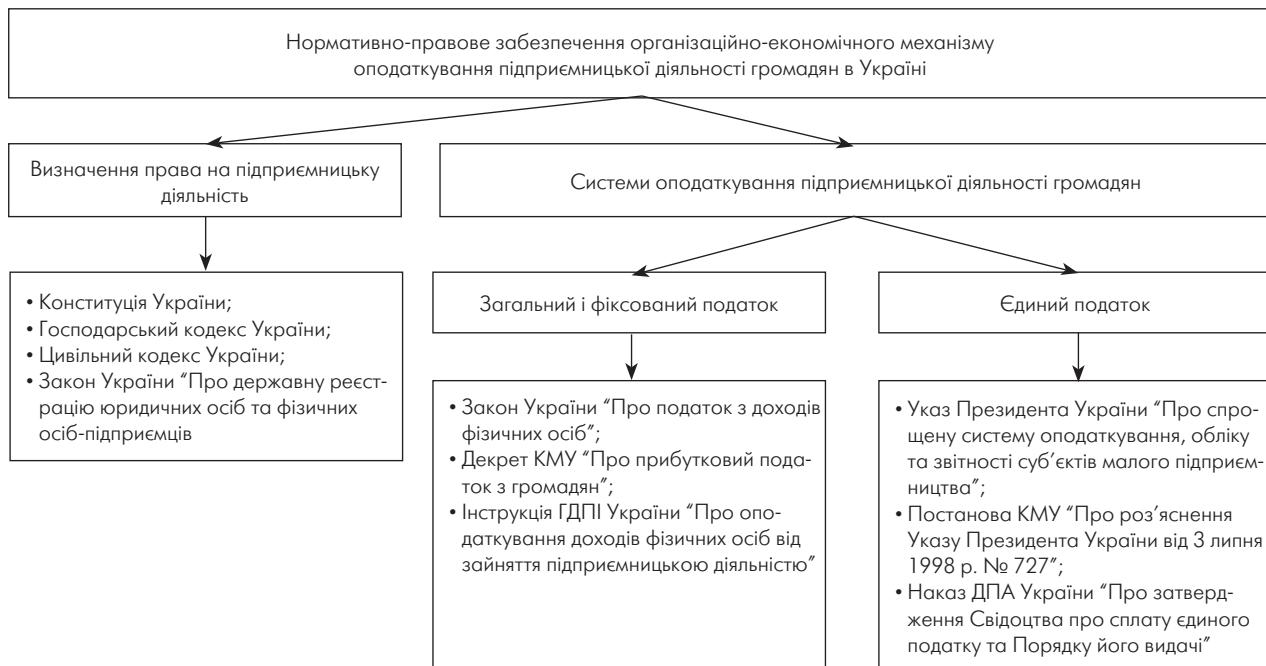 Нормативно-правове забезпечення організаційно-економічного механізму
оподаткування підприємницької діяльності громадян в Україні
Визначення права на підприємницьку
діяльність
Системи оподаткування підприємницької діяльності громадян
• Конституція України;
• Господарський кодекс України;
• Цивільний кодекс України;
• Закон України “Про державну реєст-
рацію юридичних осіб та фізичних
осіб-підприємців
Загальний і фіксований податок
Єдиний податок
• Закон України “Про податок з доходів
фізичних осіб”;
• Декрет КМУ “Про прибутковий пода-
ток з громадян”;
• Інструкція ГДПІ України “Про опо-
даткування доходів фізичних осіб від
зайняття підприємницькою діяльністю”
• Указ Президента України “Про спро-
щену систему оподаткування, обліку
та звітності суб’єктів малого підприєм-
ництва”;
• Постанова КМУ “Про роз’яснення
Указу Президента України від 3 липня
1998 р. № 727”;
• Наказ ДПА України “Про затверд-
ження Свідоцтва про сплату єдиного
податку та Порядку його видачі”